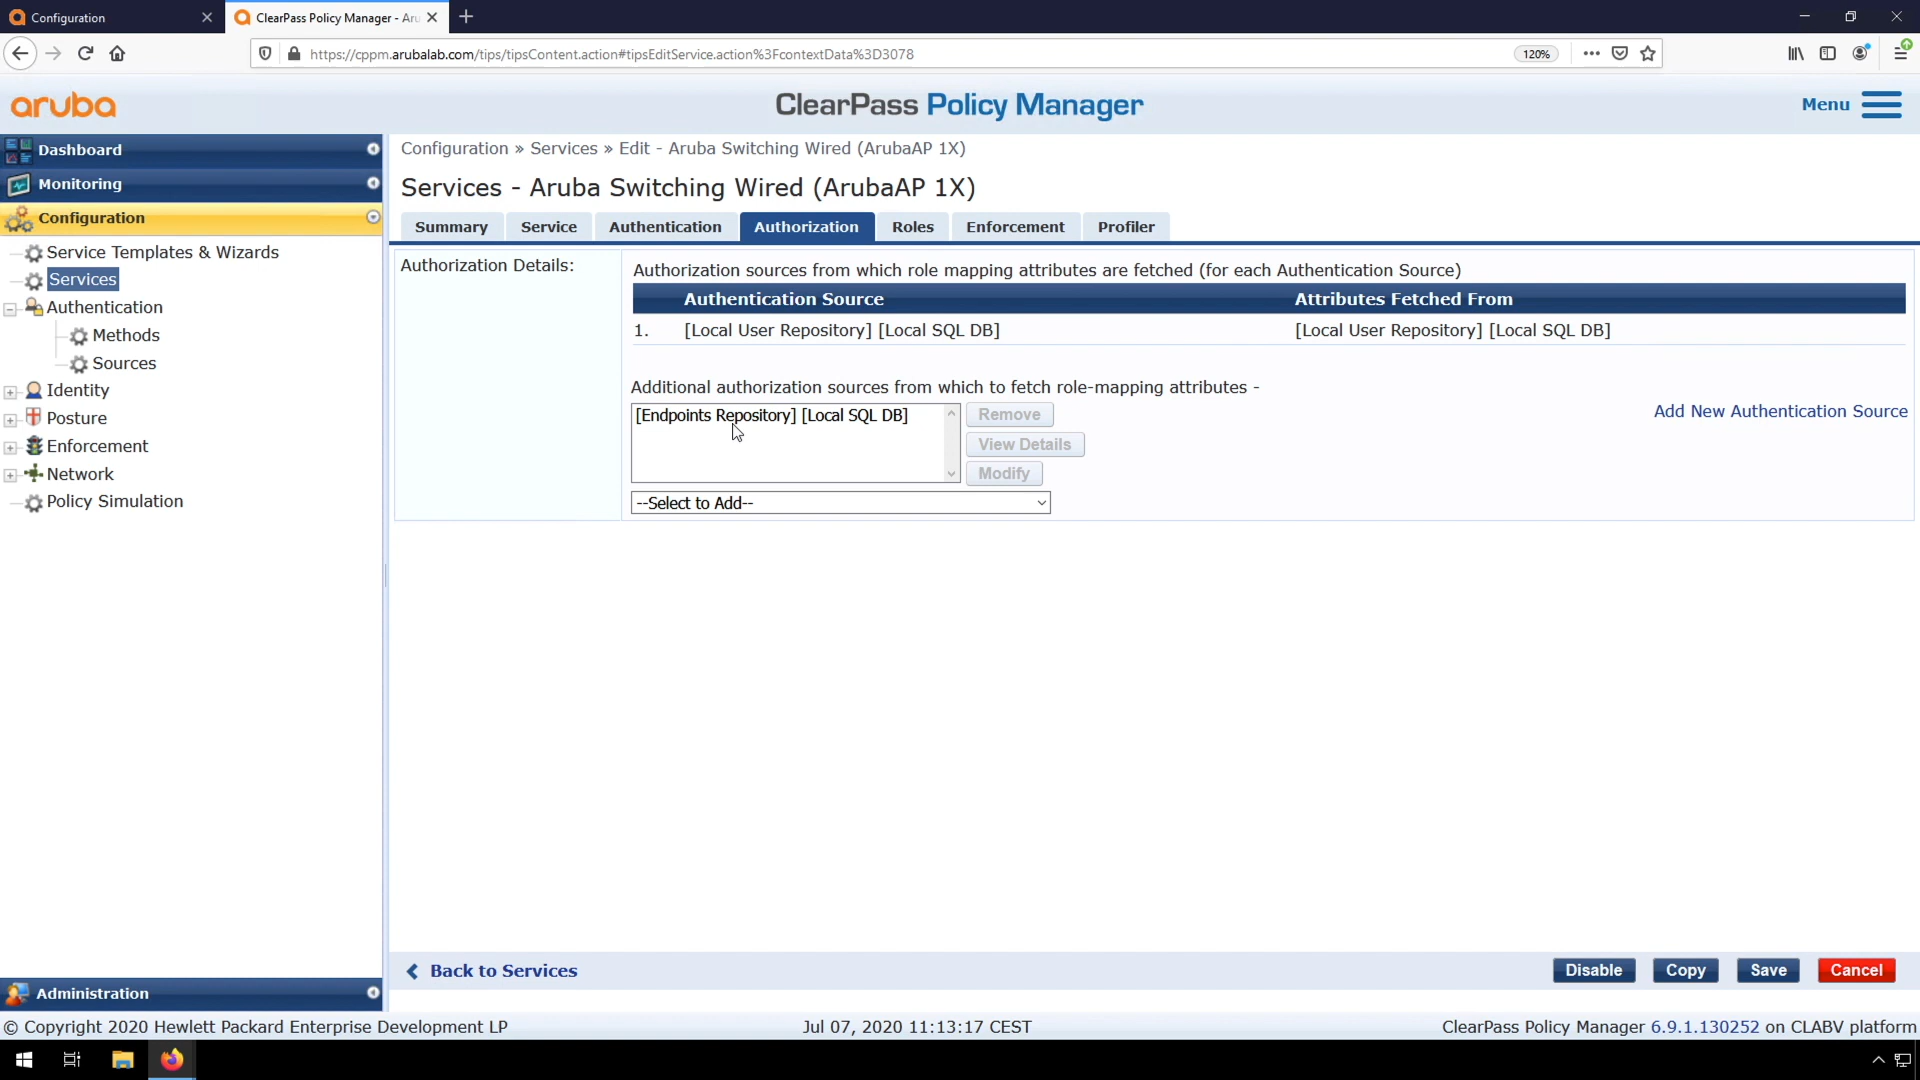 Configuration
ClearPass Policy Manager - Aru
https://cppm.arubalab.com/tips/tipsContent.action#tipsEditService.action%3FcontextData%3D3078
120%
aruba
ClearPass Policy Manager
Menu
Dashboard
Monitoring
Configuration
Service Templates & Wizards
Services
Authentication
Methods
Sources
Identity
Posture
Enforcement
Network
Policy Simulation
Administration
Configuration » Services » Edit - Aruba Switching Wired (ArubaAP 1X)
Services - Aruba Switching Wired (ArubaAP 1X)
Summary Service Authentication Authorization Roles Enforcement Profiler
Authorization Details:
Authorization sources from which role mapping attributes are fetched (for each Authentication Source)
Authentication Source Attributes Fetched From
1. [Local User Repository] [Local SQL DB] [Local User Repository] [Local SQL DB]
Additional authorization sources from which to fetch role-mapping attributes -
[Endpoints Repository] [Local SQL DB]
Remove
View Details
Modify
Add New Authentication Source
--Select to Add--
Back to Services
Disable Copy Save Cancel
© Copyright 2020 Hewlett Packard Enterprise Development LP
Jul 07, 2020 11:13:17 CEST
ClearPass Policy Manager 6.9.1.130252 on CLABV platform